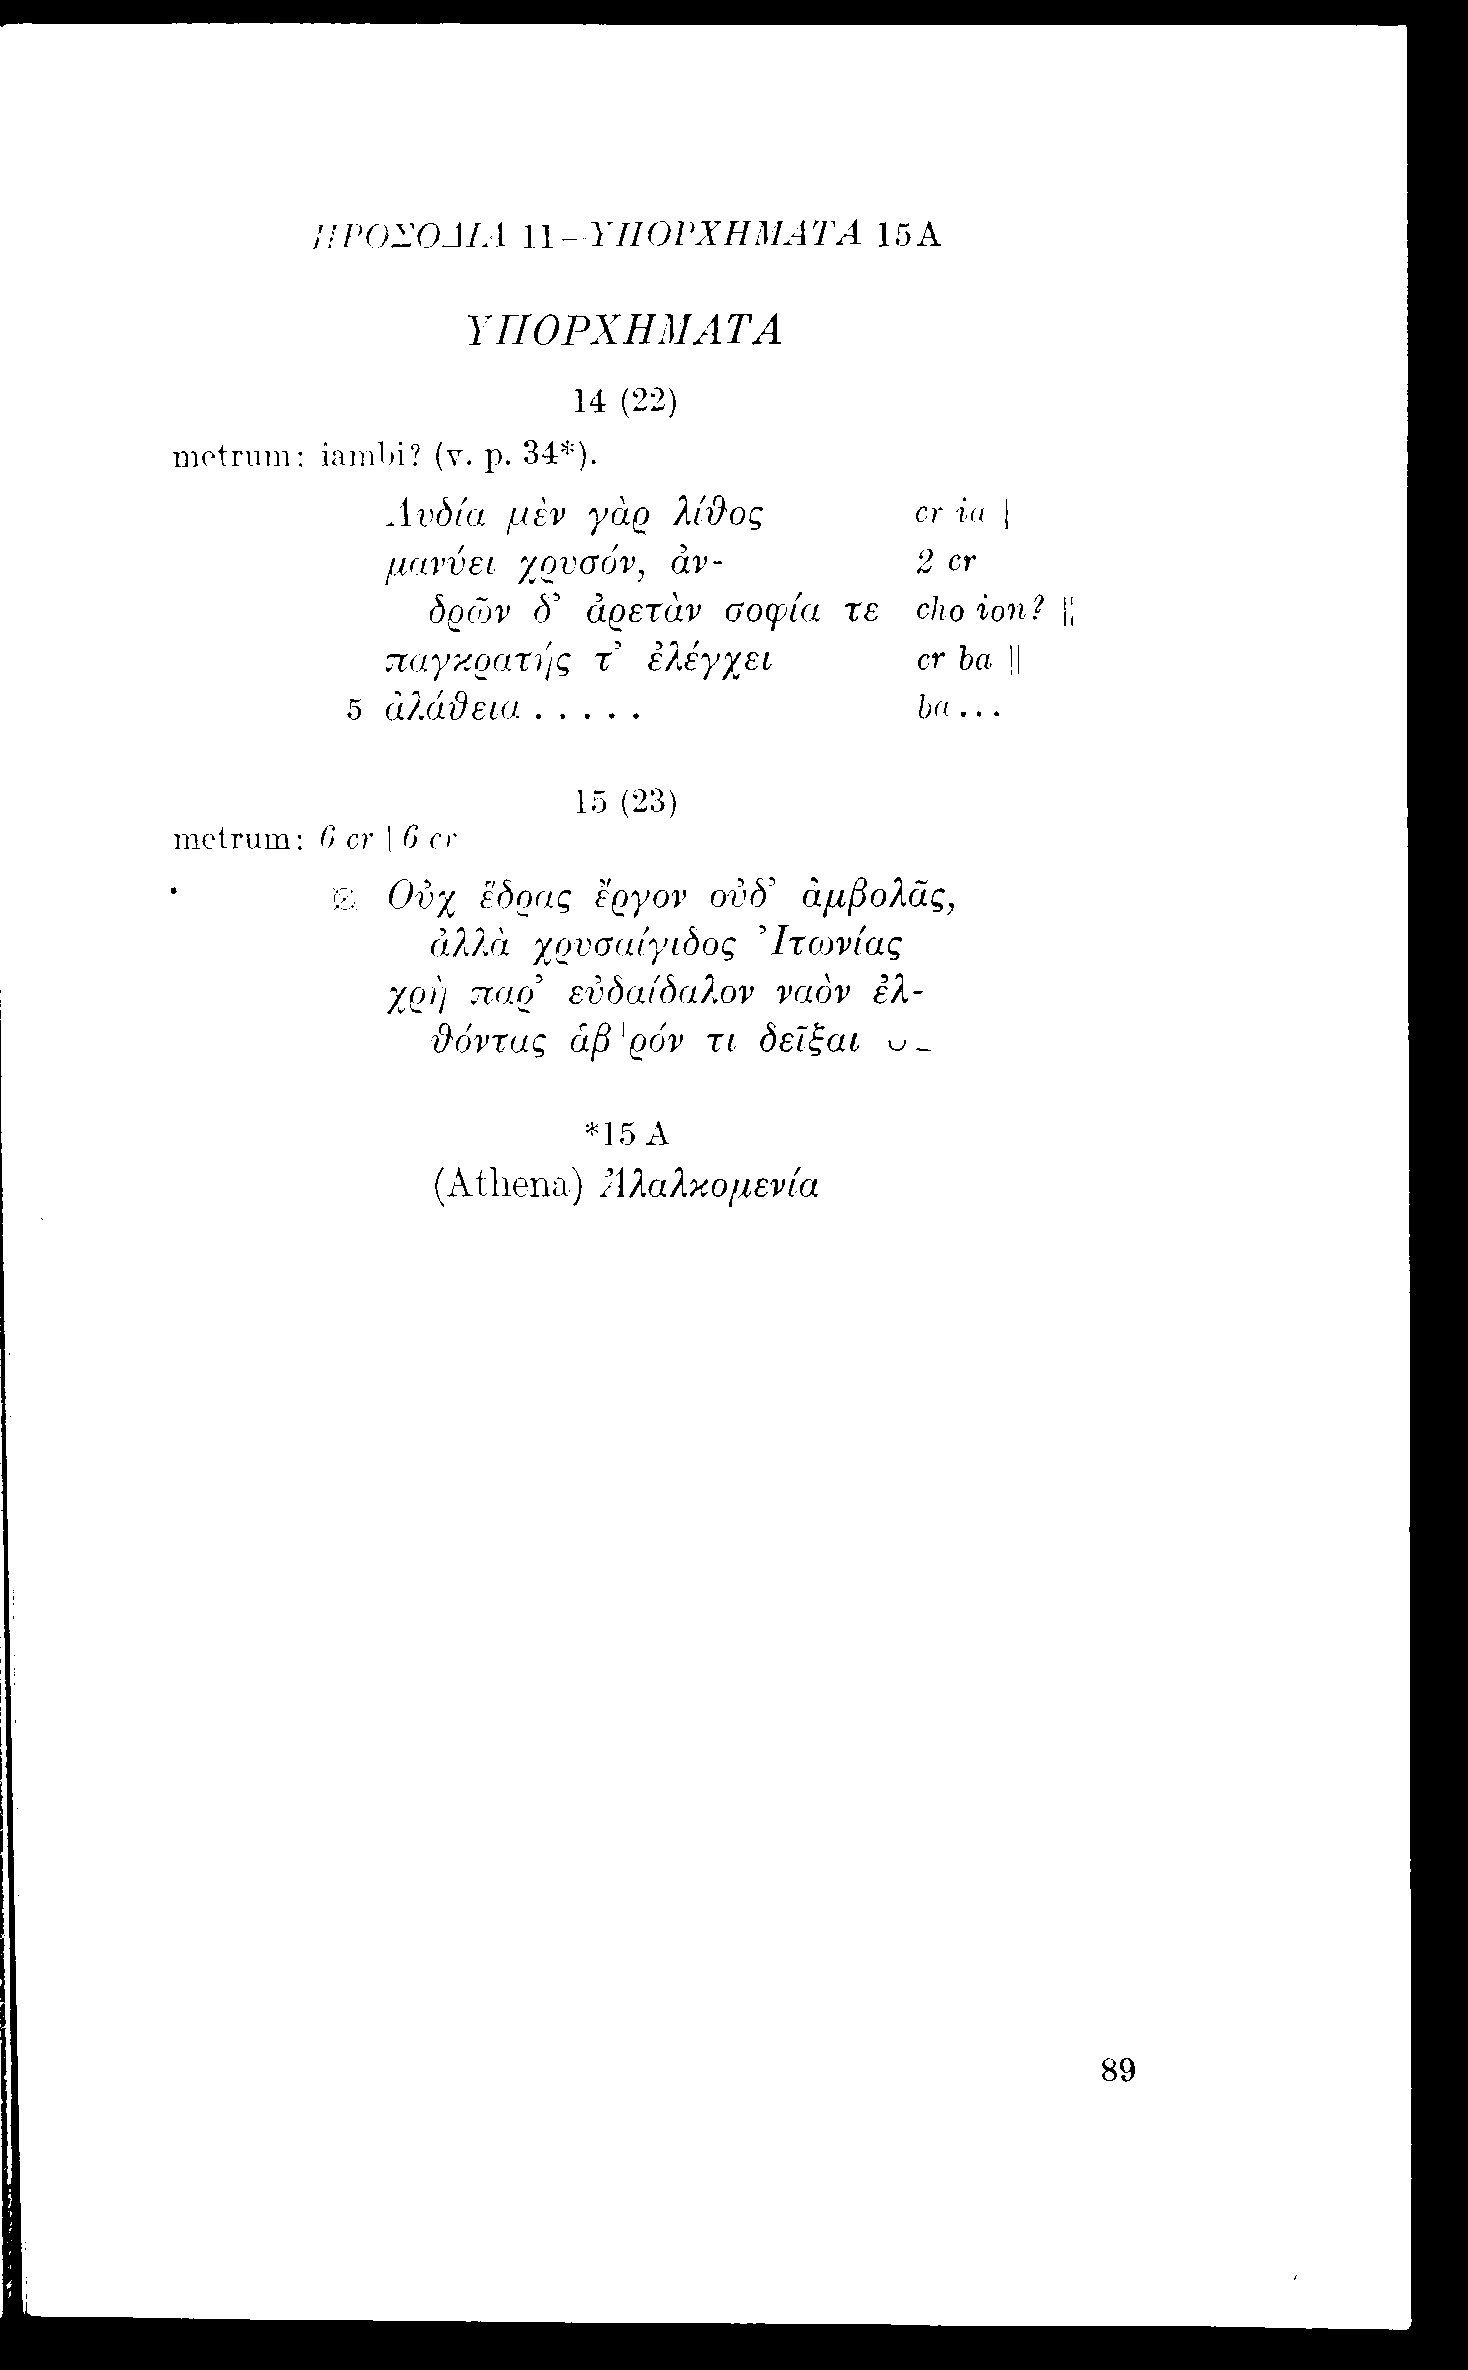 ΠΡΟΣΟΔΙΑ 11 – ΥΠΟΡΧΗΜΑΤΑ 15A
ΥΠΟΡΧΗΜΑΤΑ
14 (22)
metrum: iambi? (v. p. 34*).
Λυδία μὲν γὰρ λίθος cr ia |
μανύει χρυσόν, ἀν- 2 cr
δρῶν δ’ ἀρετὰν σοφία τε cho ion? ||
παγκρατής τ’ ἐλέγχει cr ba ||
5 ἀλάθεια . . . . . ba . . .
15 (23)
metrum: 6 cr | 6 cr
⊗ Οὐχ ἕδρας ἔργον οὐδ’ ἀμβολᾶς,
ἀλλὰ χρυσαίγιδος Ἰτωνίας
χρὴ παρ’ εὐδαίδαλον ναὸν ἐλ-
θόντας ἁβ'ρόν τι δεῖξαι ⏑ –
*15 A
(Athena) Ἀλαλκομενία
89